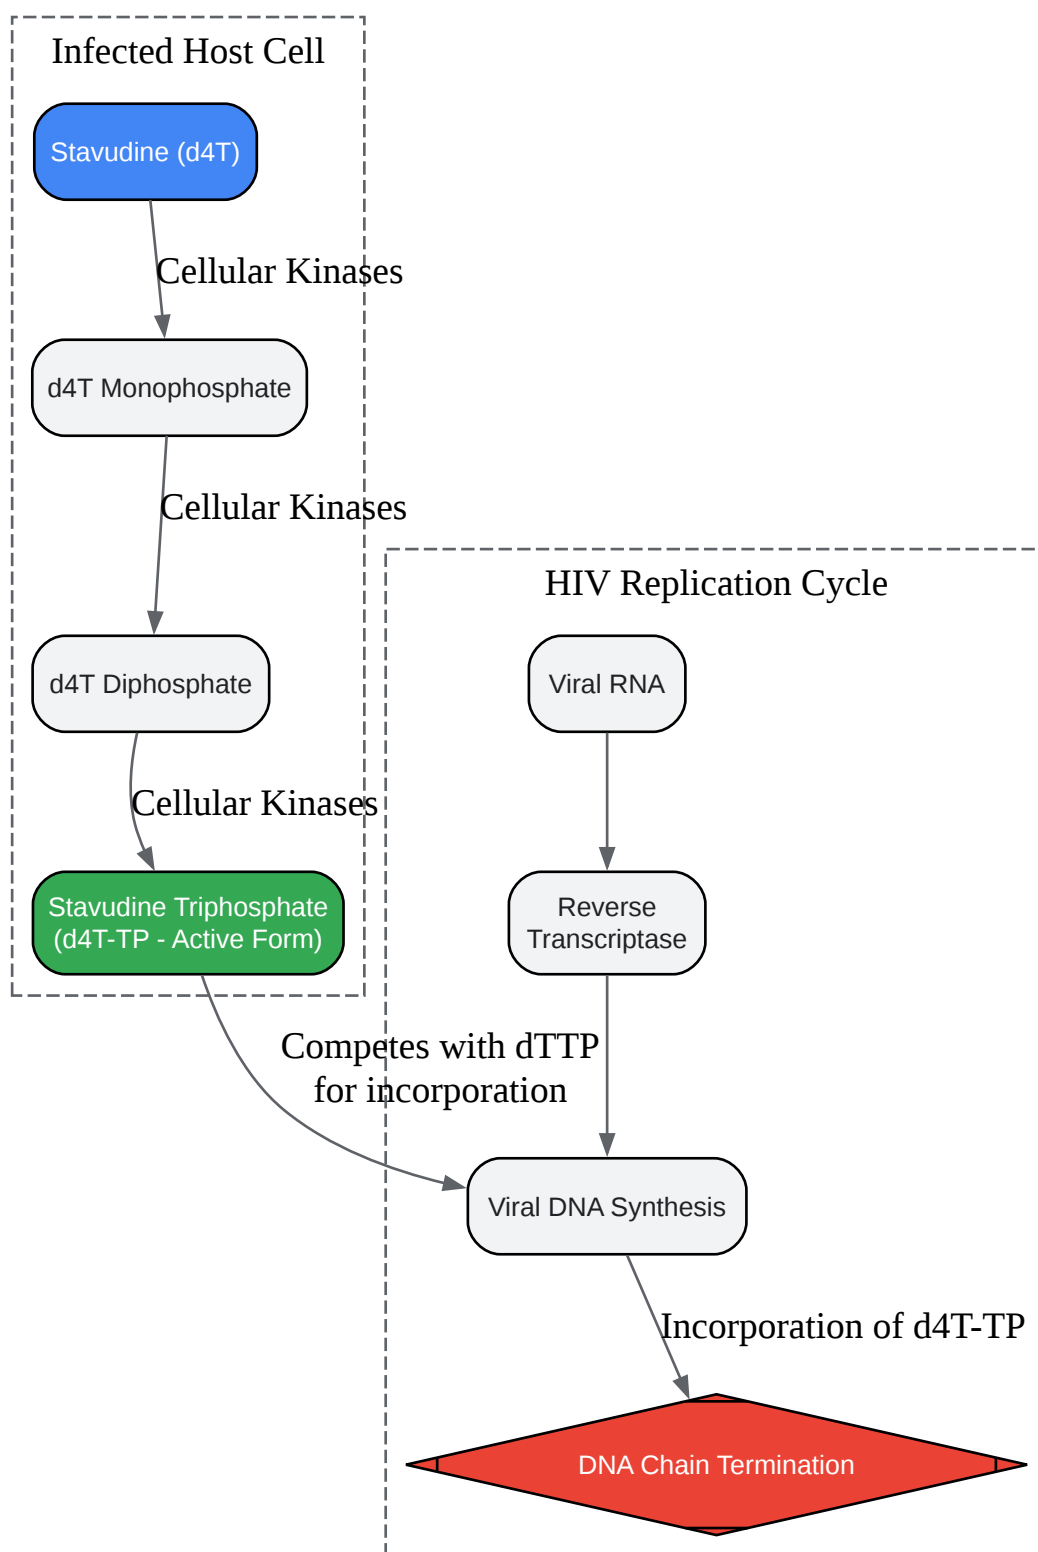 Infected Host Cell
Stavudine (d4T)
Cellular Kinases
d4T Monophosphate
Cellular Kinases
d4T Diphosphate
Cellular Kinases
Stavudine Triphosphate
(d4T-TP - Active Form)
HIV Replication Cycle
Viral RNA
Reverse
Transcriptase
Competes with dTTP
for incorporation
Viral DNA Synthesis
Incorporation of d4T-TP
DNA Chain Termination